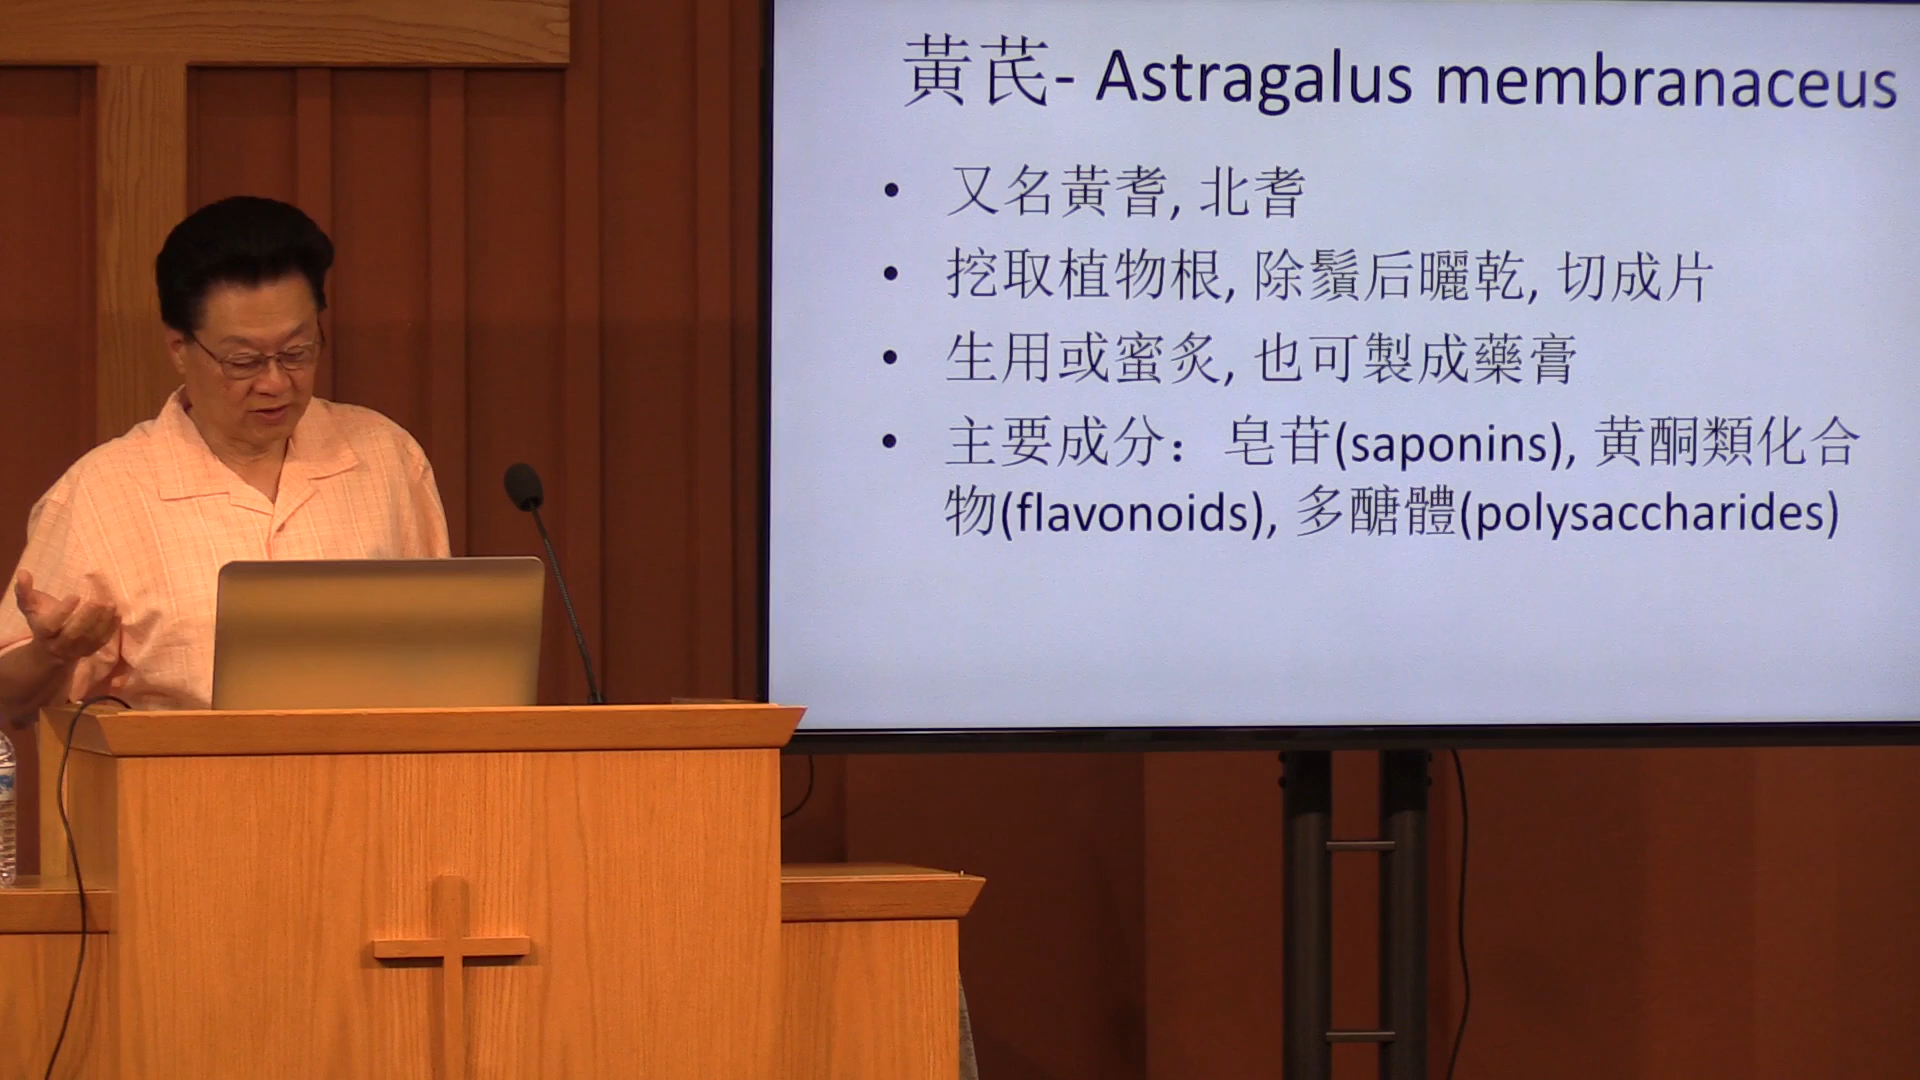 黃芪- Astragalus membranaceus
• 又名黃耆, 北耆
• 挖取植物根, 除鬚后曬乾, 切成片
• 生用或蜜炙, 也可製成藥膏
• 主要成分：皂苷(saponins), 黄酮類化合
物(flavonoids), 多醣體(polysaccharides)